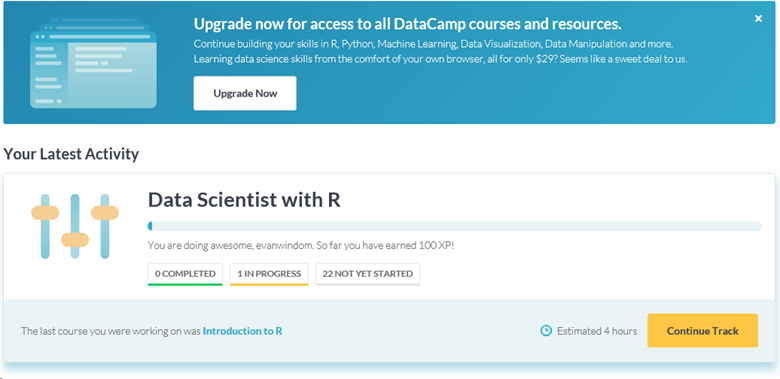 Upgrade now for access to all DataCamp courses and resources.
Continue building your skills in R, Python, Machine Learning, Data Visualization, Data Manipulation and more.
Learning data science skills from the comfort of your own browser, all for only $29? Seems like a sweet deal to us.
Upgrade Now
Your Latest Activity
Data Scientist with R
You are doing awesome, evanwindom. So far you have earned 100 XP!
0 COMPLETED 1 IN PROGRESS 22 NOT YET STARTED
The last course you were working on was Introduction to R Estimated 4 hours Continue Track